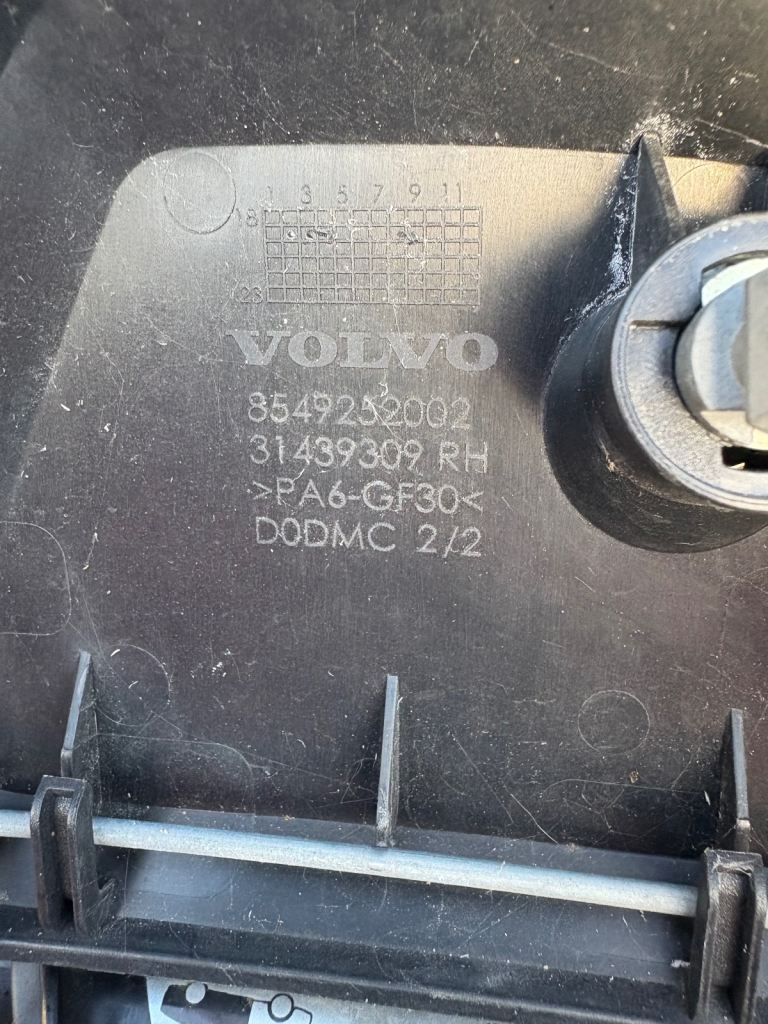 1 3 5 7 9 11
18
23
VOLVO
8549252002
31439309 RH
>PA6-GF30<
D0DMC 2/2